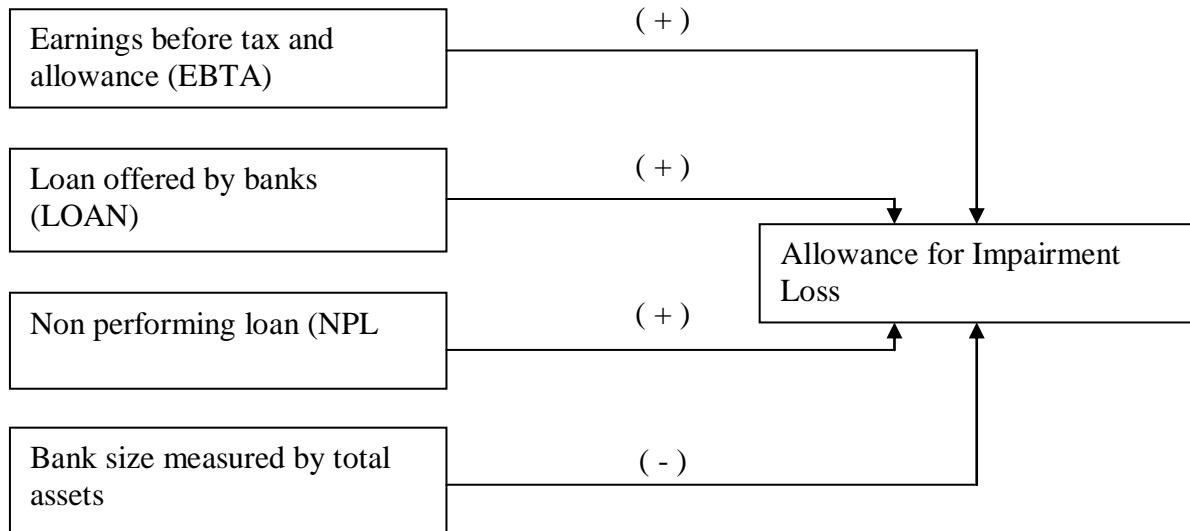 ( + )
Earnings before tax and
allowance (EBTA)
( + )
Loan offered by banks
(LOAN)
Allowance for Impairment
Loss
( + )
Non performing loan (NPL
( - )
Bank size measured by total
assets